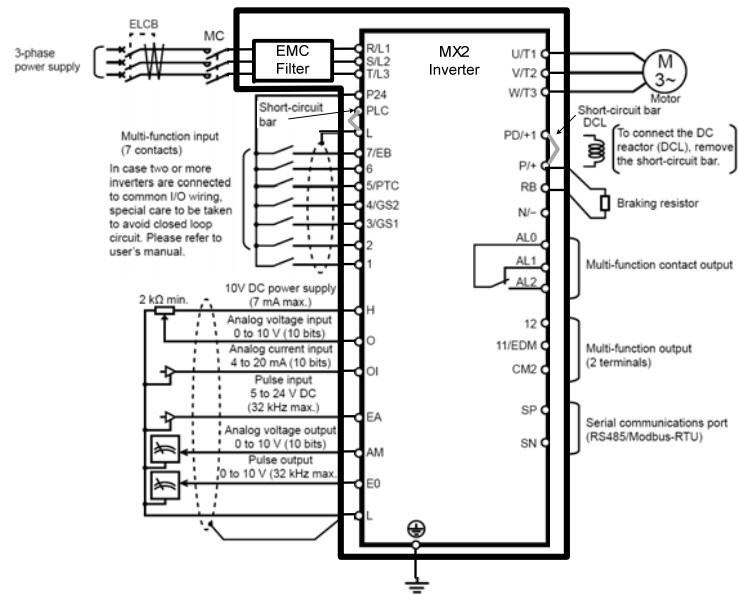 ELCB
MC
3-phase
power supply
EMC
Filter
R/L1
S/L2
T/L3
MX2
Inverter
U/T1
V/T2
W/T3
M
3~
Motor
P24
PLC
L
Short-circuit
bar
Multi-function input
(7 contacts)
In case two or more
inverters are connected
to common I/O wiring,
special care to be taken
to avoid closed loop
circuit. Please refer to
user's manual.
7/EB
6
5/PTC
4/GS2
3/GS1
2
1
Short-circuit bar
DCL
To connect the DC
reactor (DCL), remove
the short-circuit bar.
PD/+1
P/+
RB
N/−
Braking resistor
AL0
AL1
AL2
Multi-function contact output
10V DC power supply
(7 mA max.)
2 kΩ min.
H
Analog voltage input
0 to 10 V (10 bits)
O
Analog current input
4 to 20 mA (10 bits)
OI
Pulse input
5 to 24 V DC
(32 kHz max.)
EA
Analog voltage output
0 to 10 V (10 bits)
AM
Pulse output
0 to 10 V (32 kHz max.
E0
L
12
11/EDM
CM2
Multi-function output
(2 terminals)
SP
SN
Serial communications port
(RS485/Modbus-RTU)